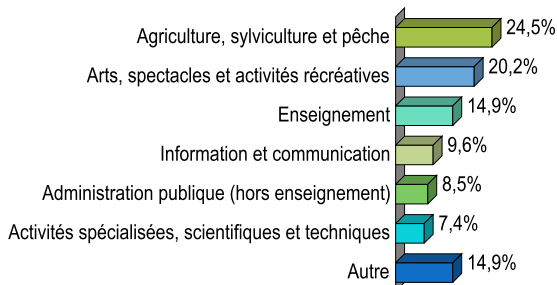 Agriculture, sylviculture et pêche 24,5%
Arts, spectacles et activités récréatives 20,2%
Enseignement 14,9%
Information et communication 9,6%
Administration publique (hors enseignement) 8,5%
Activités spécialisées, scientifiques et techniques 7,4%
Autre 14,9%